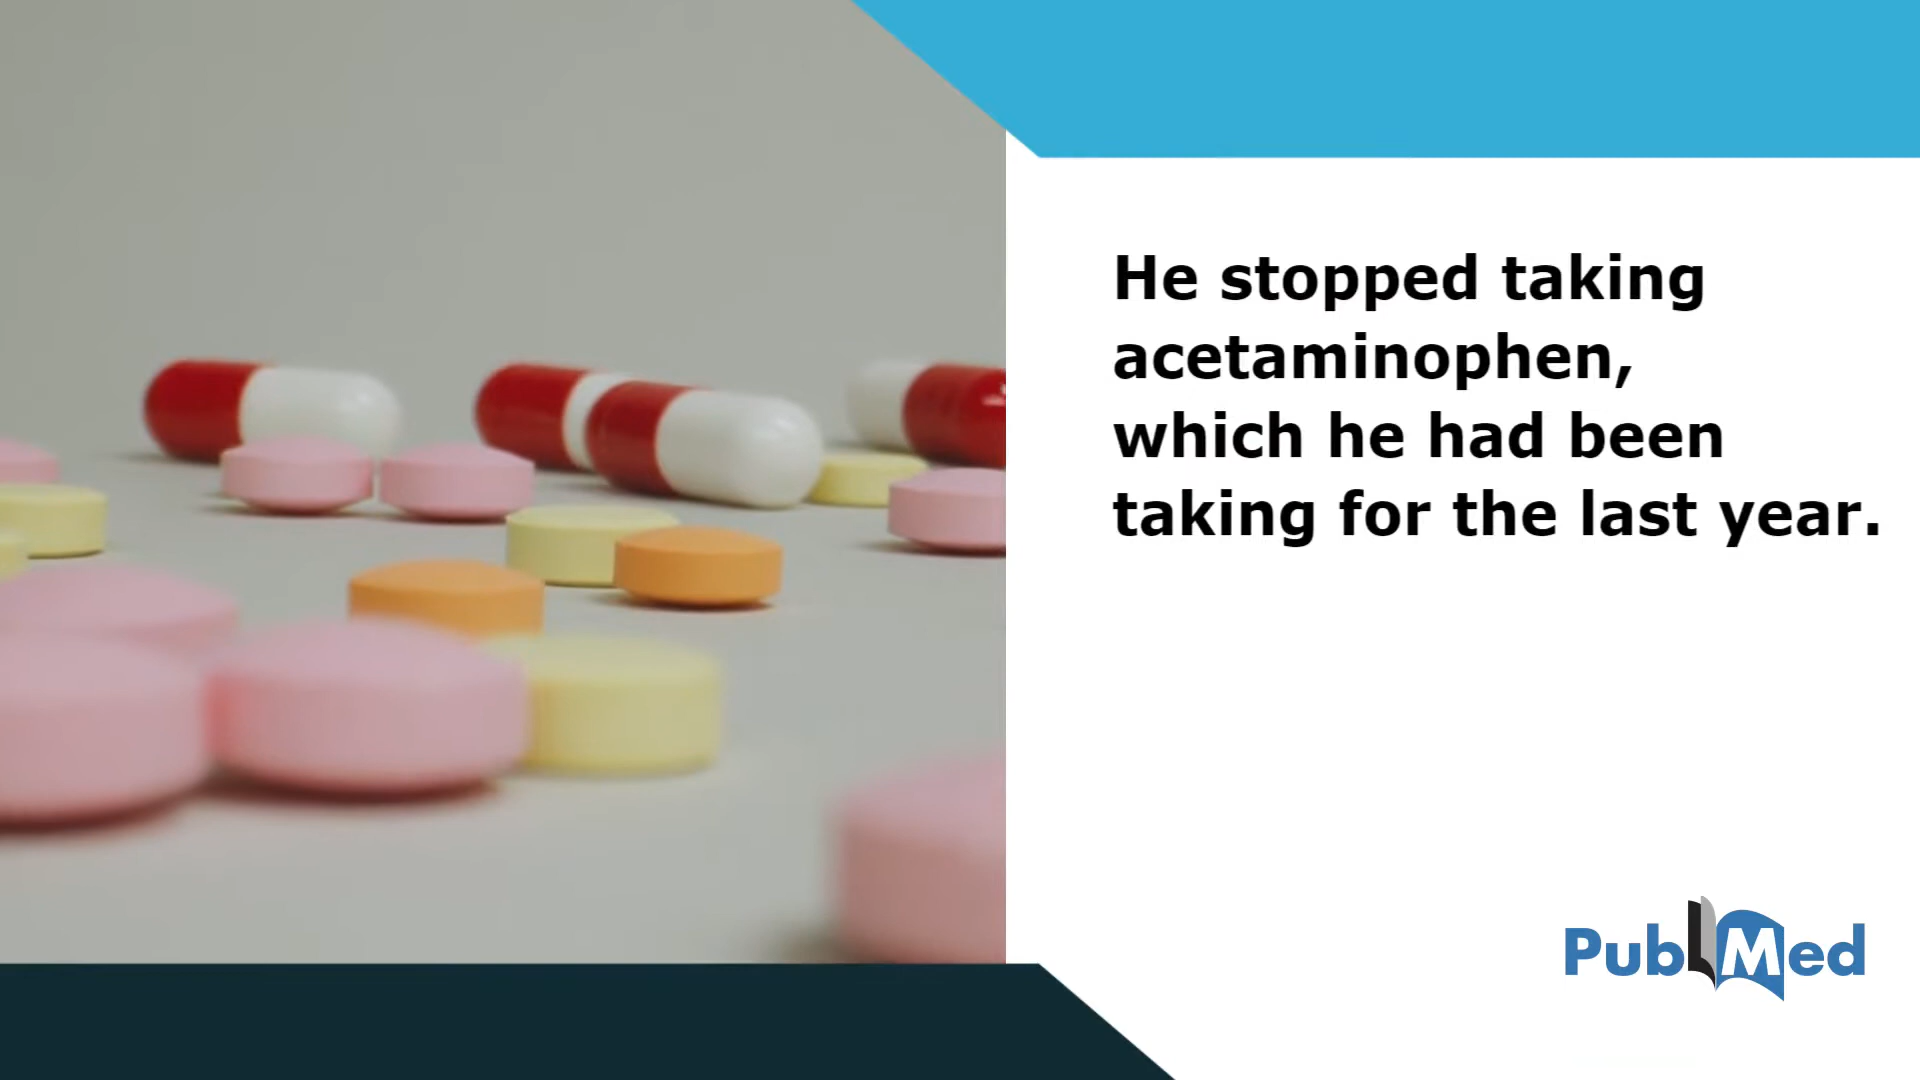 He stopped taking
acetaminophen,
which he had been
taking for the last year.
PubMed